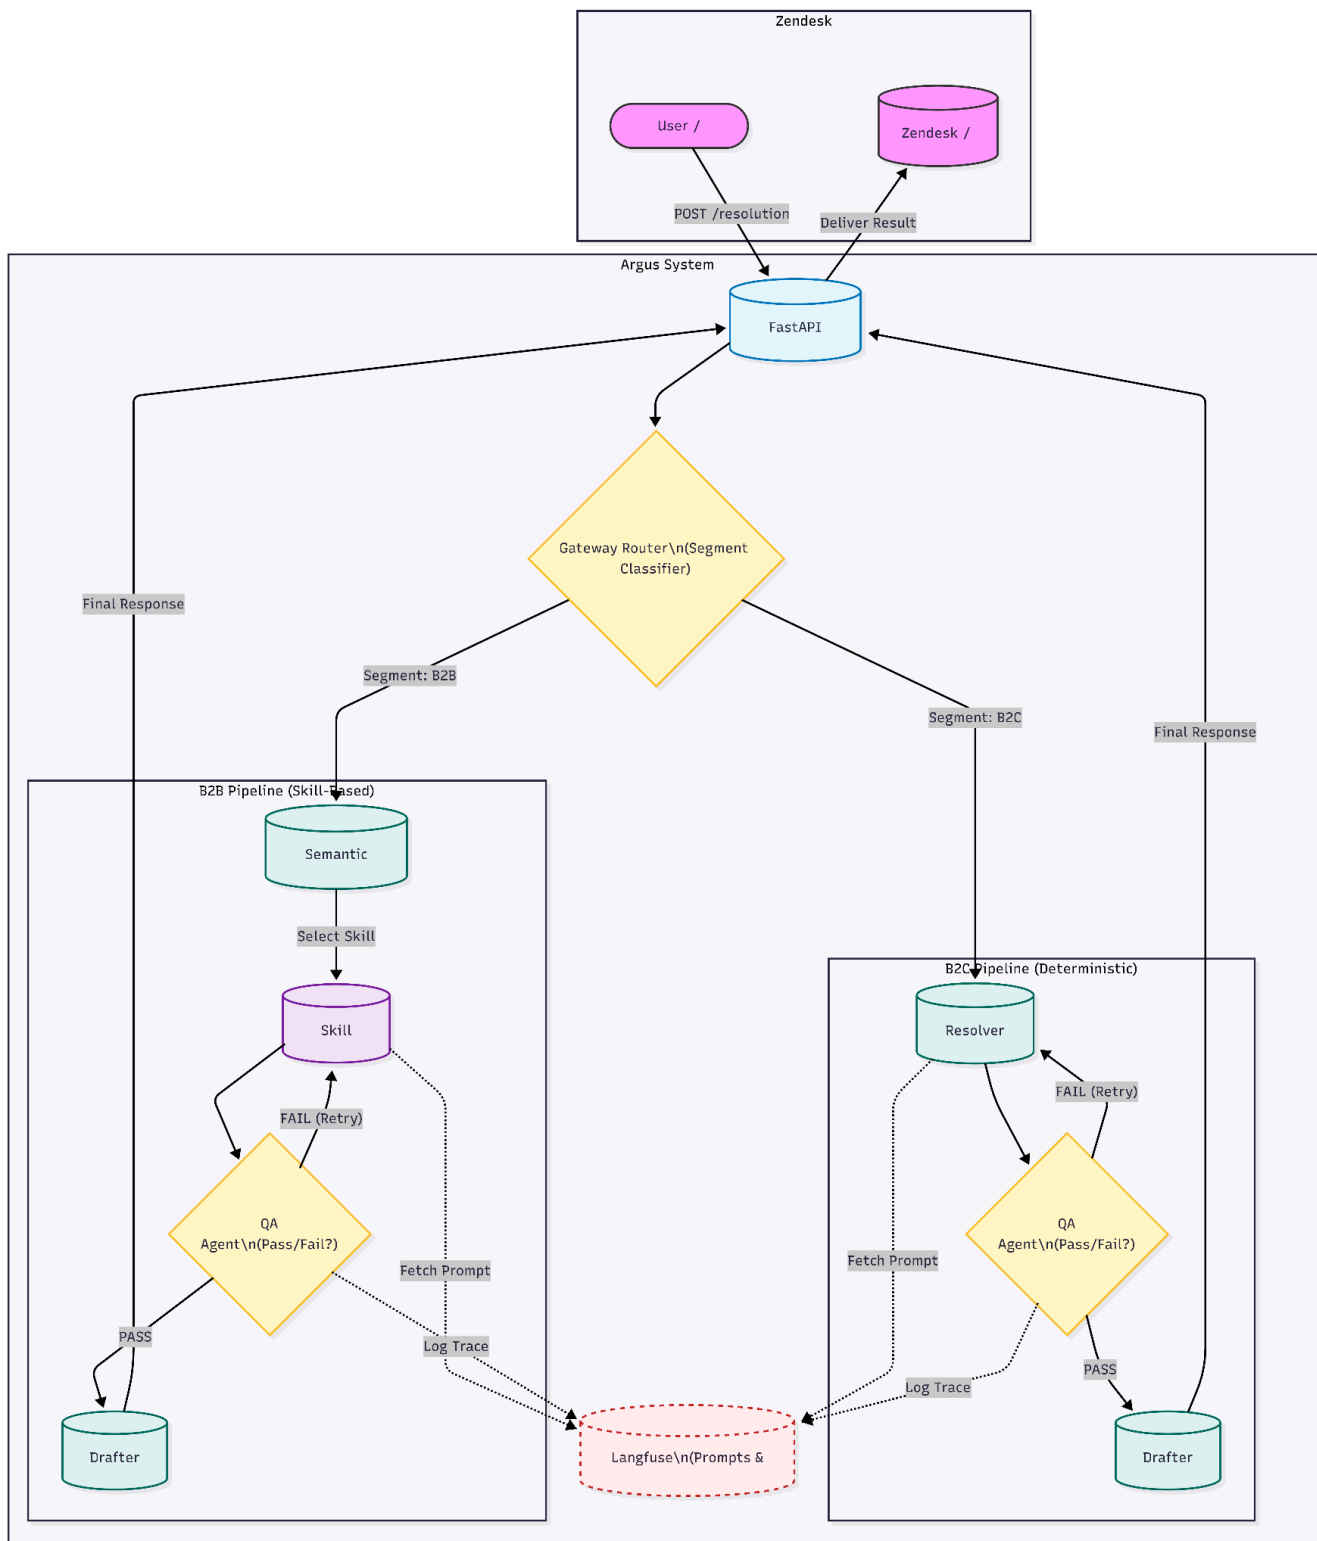 Zendesk
User /
Zendesk /
POST /resolution
Deliver Result
Argus System
FastAPI
Gateway Router\n(Segment
Classifier)
Final Response
Segment: B2B
Segment: B2C
Final Response
B2B Pipeline (Skill-Based)
Semantic
Select Skill
B2C Pipeline (Deterministic)
Skill
Resolver
FAIL (Retry)
FAIL (Retry)
QA
Agent\n(Pass/Fail?)
QA
Agent\n(Pass/Fail?)
Fetch Prompt
Fetch Prompt
PASS
Log Trace
PASS
Log Trace
Drafter
Langfuse\n(Prompts &
Drafter